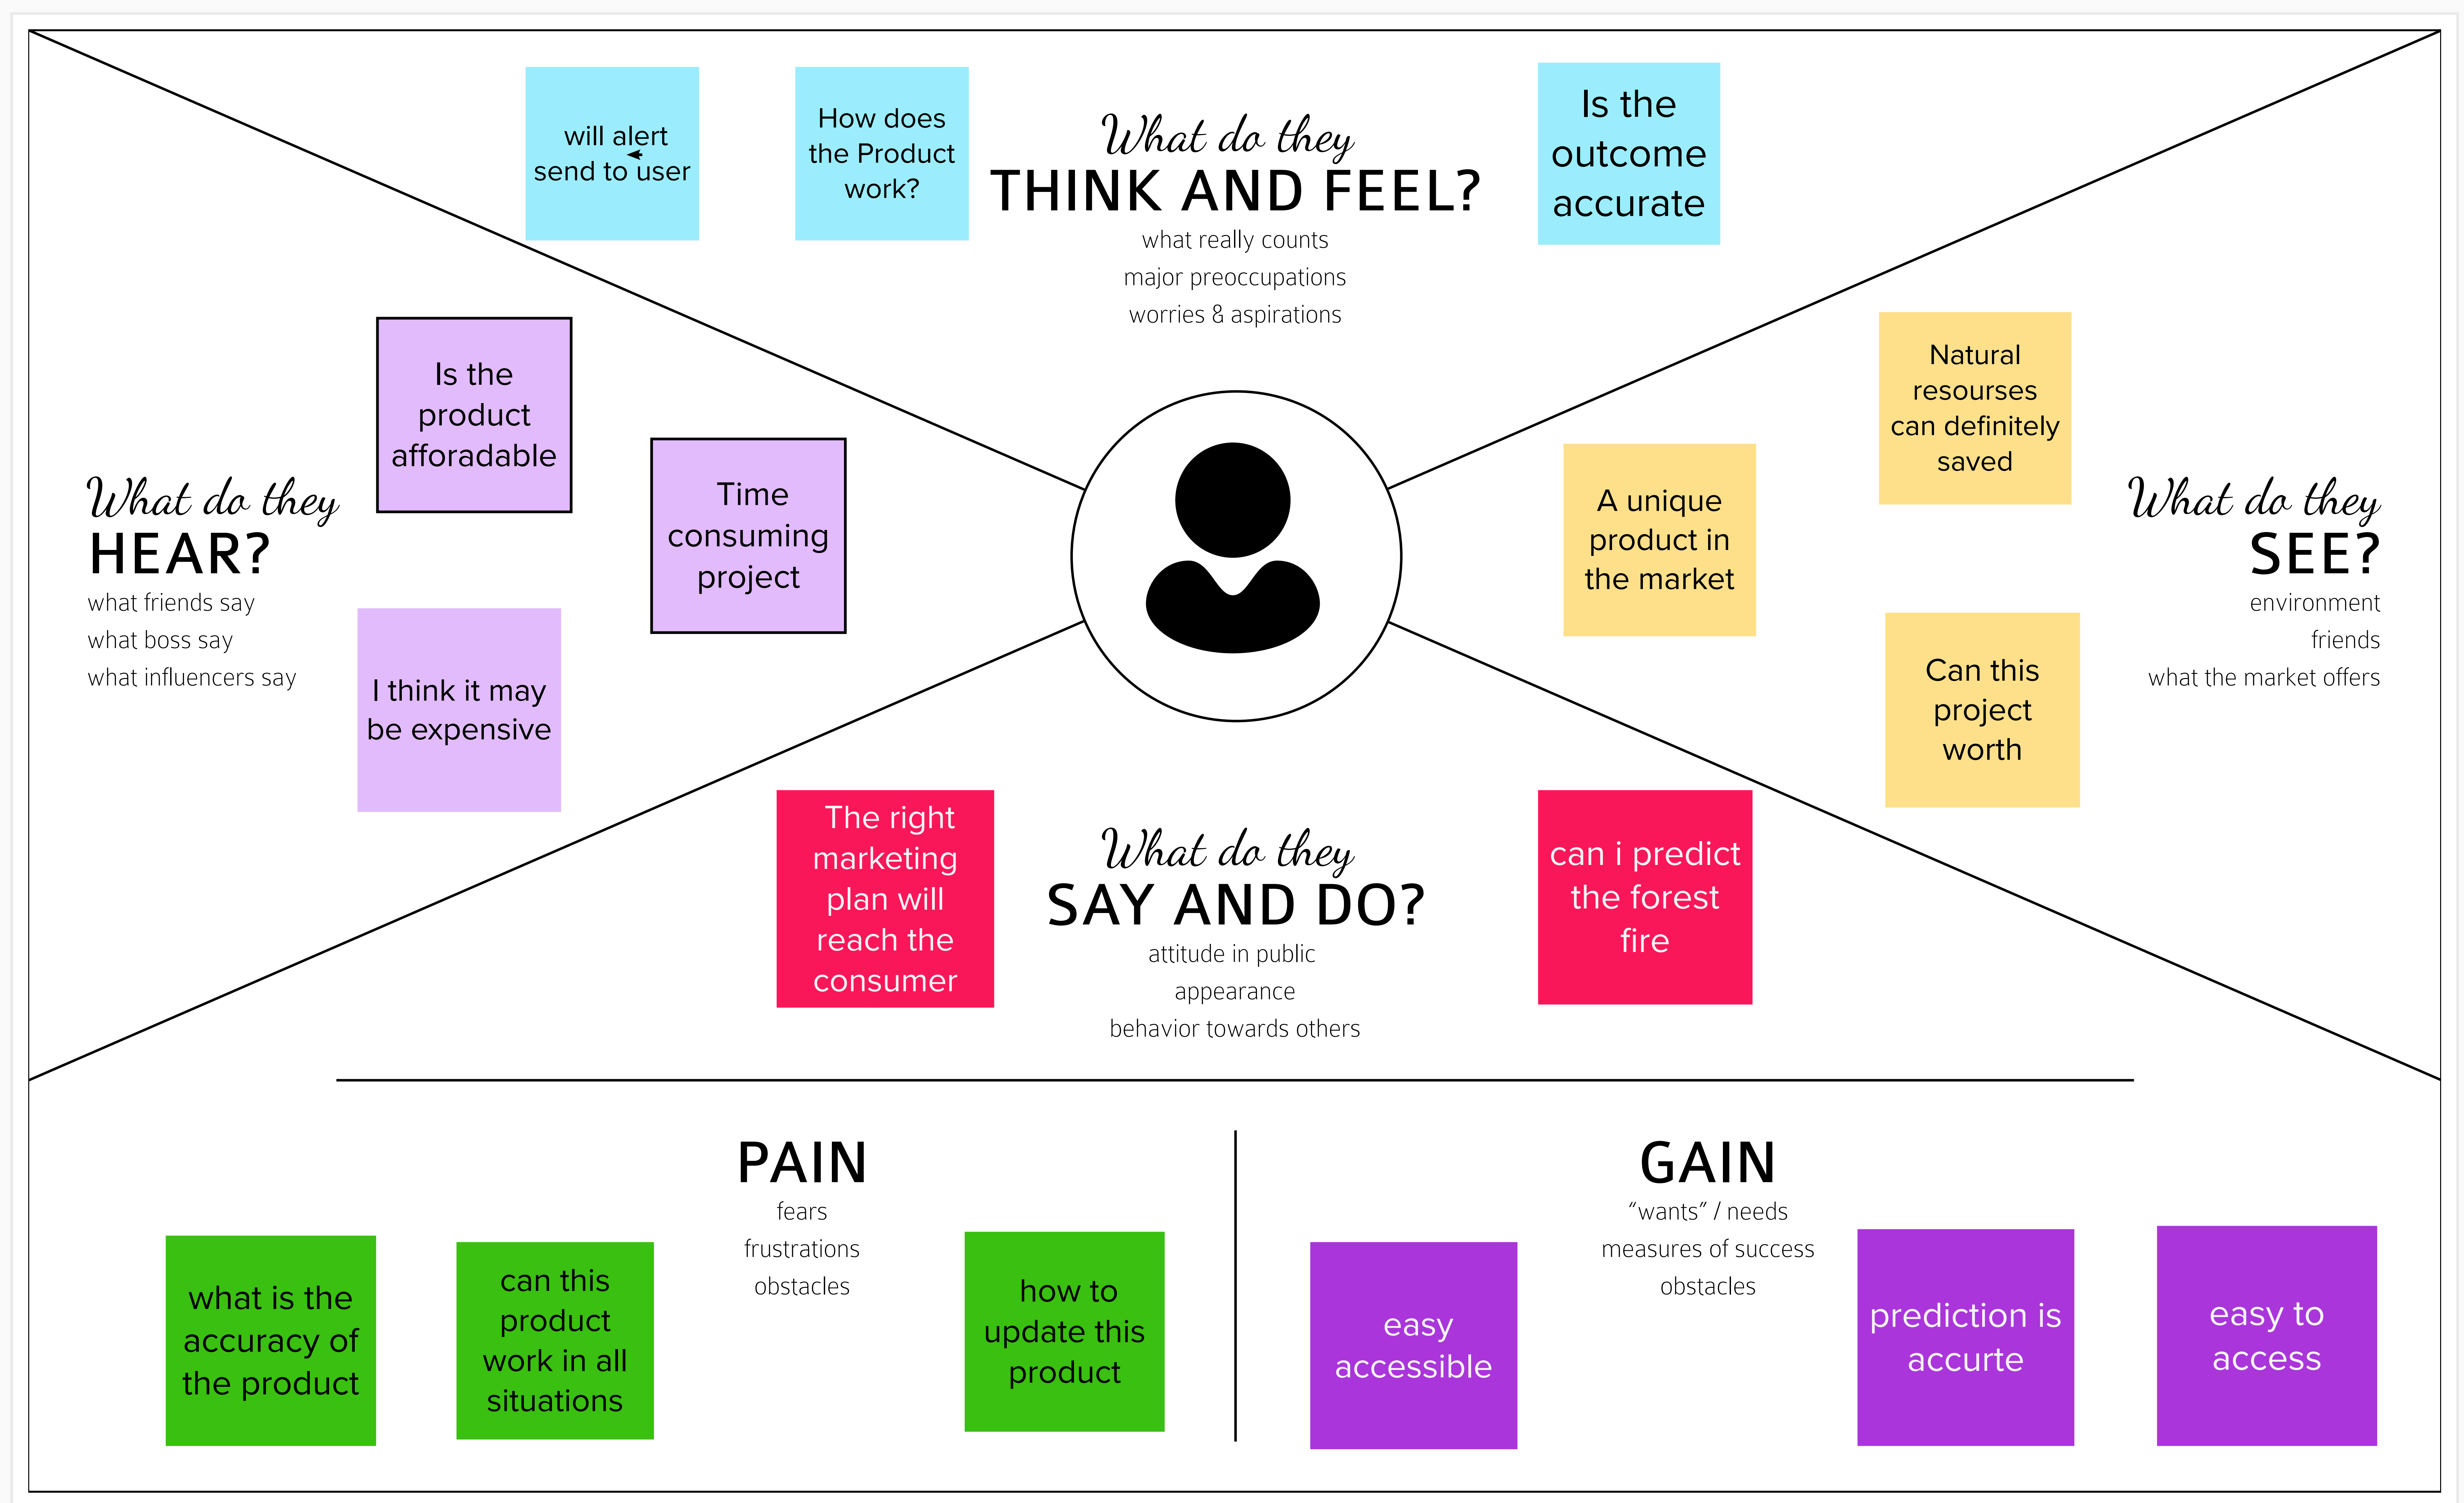 will alert
send to user
How does
the Product
work?
What do they
THINK AND FEEL?
what really counts
major preoccupations
worries & aspirations
Is the
outcome
accurate
Is the
product
afforadable
Time
consuming
project
What do they
HEAR?
what friends say
what boss say
what influencers say
I think it may
be expensive
Natural
resourses
can definitely
saved
A unique
product in
the market
What do they
SEE?
environment
friends
what the market offers
Can this
project
worth
The right
marketing
plan will
reach the
consumer
What do they
SAY AND DO?
attitude in public
appearance
behavior towards others
can i predict
the forest
fire
PAIN
fears
frustrations
obstacles
what is the
accuracy of
the product
can this
product
work in all
situations
how to
update this
product
GAIN
“wants” / needs
measures of success
obstacles
easy
accessible
prediction is
accurte
easy to
access